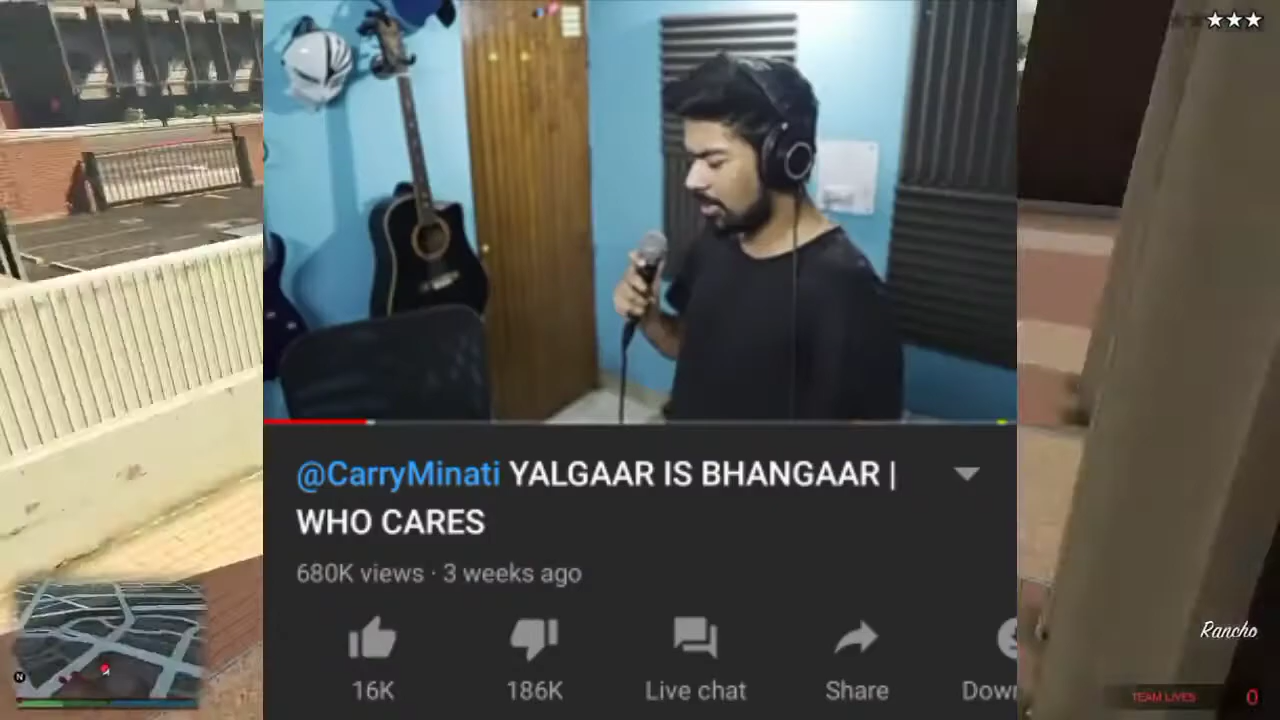 @CarryMinati YALGAAR IS BHANGAAR |
WHO CARES
680K views · 3 weeks ago
16K
186K
Live chat
Share
Down
Rancho
TEAM LIVES 0
N